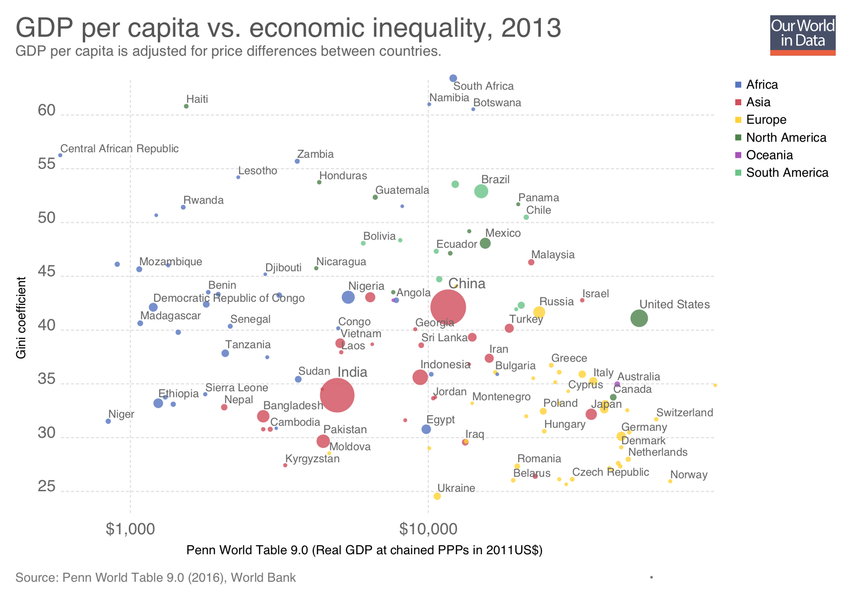 GDP per capita vs. economic inequality, 2013
GDP per capita is adjusted for price differences between countries.
Our World
in Data
Africa
Asia
Europe
North America
Oceania
South America
Gini coefficient
60
55
50
45
40
35
30
25
South Africa
Namibia
Botswana
Haiti
Central African Republic
Zambia
Lesotho
Honduras
Guatemala
Brazil
Rwanda
Panama
Chile
Bolivia
Ecuador
Mexico
Mozambique
Djibouti
Nicaragua
Malaysia
Benin
Nigeria
Angola
China
Democratic Republic of Congo
Israel
Russia
United States
Madagascar
Senegal
Congo
Georgia
Turkey
Vietnam
Laos
Sri Lanka
Tanzania
Iran
Indonesia
Bulgaria
Greece
Sudan
India
Italy
Australia
Cyprus
Canada
Ethiopia
Sierra Leone
Nepal
Jordan
Montenegro
Poland
Japan
Niger
Bangladesh
Cambodia
Egypt
Hungary
Switzerland
Germany
Pakistan
Iraq
Denmark
Moldova
Netherlands
Kyrgyzstan
Romania
Belarus
Czech Republic
Norway
Ukraine
$1,000
$10,000
Penn World Table 9.0 (Real GDP at chained PPPs in 2011US$)
Source: Penn World Table 9.0 (2016), World Bank